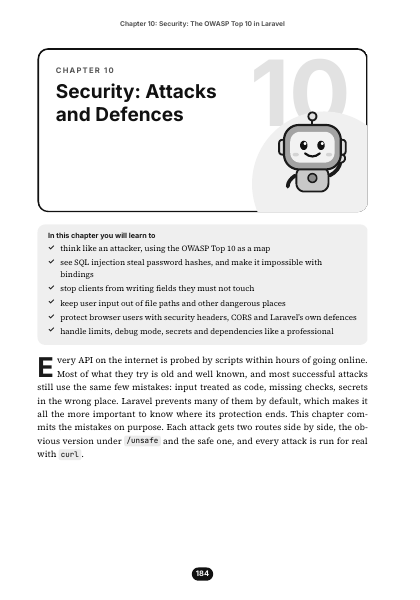 Chapter 10: Security: The OWASP Top 10 in Laravel
10
CHAPTER 10
Security: Attacks
and Defences
In this chapter you will learn to
✓ think like an attacker, using the OWASP Top 10 as a map
✓ see SQL injection steal password hashes, and make it impossible with
bindings
✓ stop clients from writing fields they must not touch
✓ keep user input out of file paths and other dangerous places
✓ protect browser users with security headers, CORS and Laravel's own defences
✓ handle limits, debug mode, secrets and dependencies like a professional
Every API on the internet is probed by scripts within hours of going online.
Most of what they try is old and well known, and most successful attacks
still use the same few mistakes: input treated as code, missing checks, secrets
in the wrong place. Laravel prevents many of them by default, which makes it
all the more important to know where its protection ends. This chapter com-
mits the mistakes on purpose. Each attack gets two routes side by side, the ob-
vious version under /unsafe and the safe one, and every attack is run for real
with curl.
184